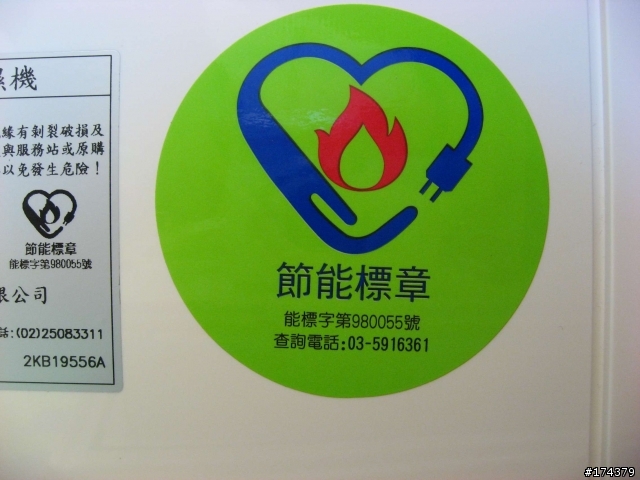 機
緣有剝裂破損及
與服務站或原購
以免發生危險！
節能標章
能標字第980055號
限公司
話:(02)25083311
2KB19556A
節能標章
能標字第980055號
查詢電話:03-5916361
#174379